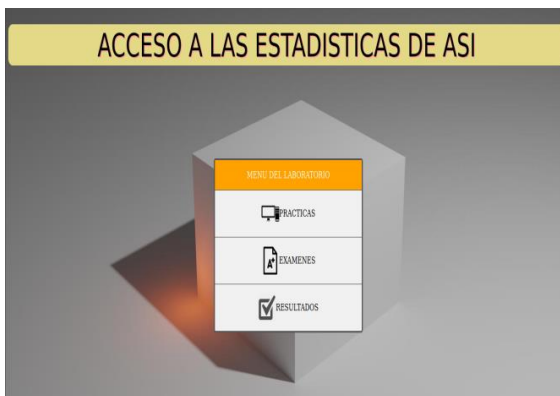 ACCESO A LAS ESTADISTICAS DE ASI
MENU DEL LABORATORIO
PRACTICAS
A+
EXAMENES
RESULTADOS